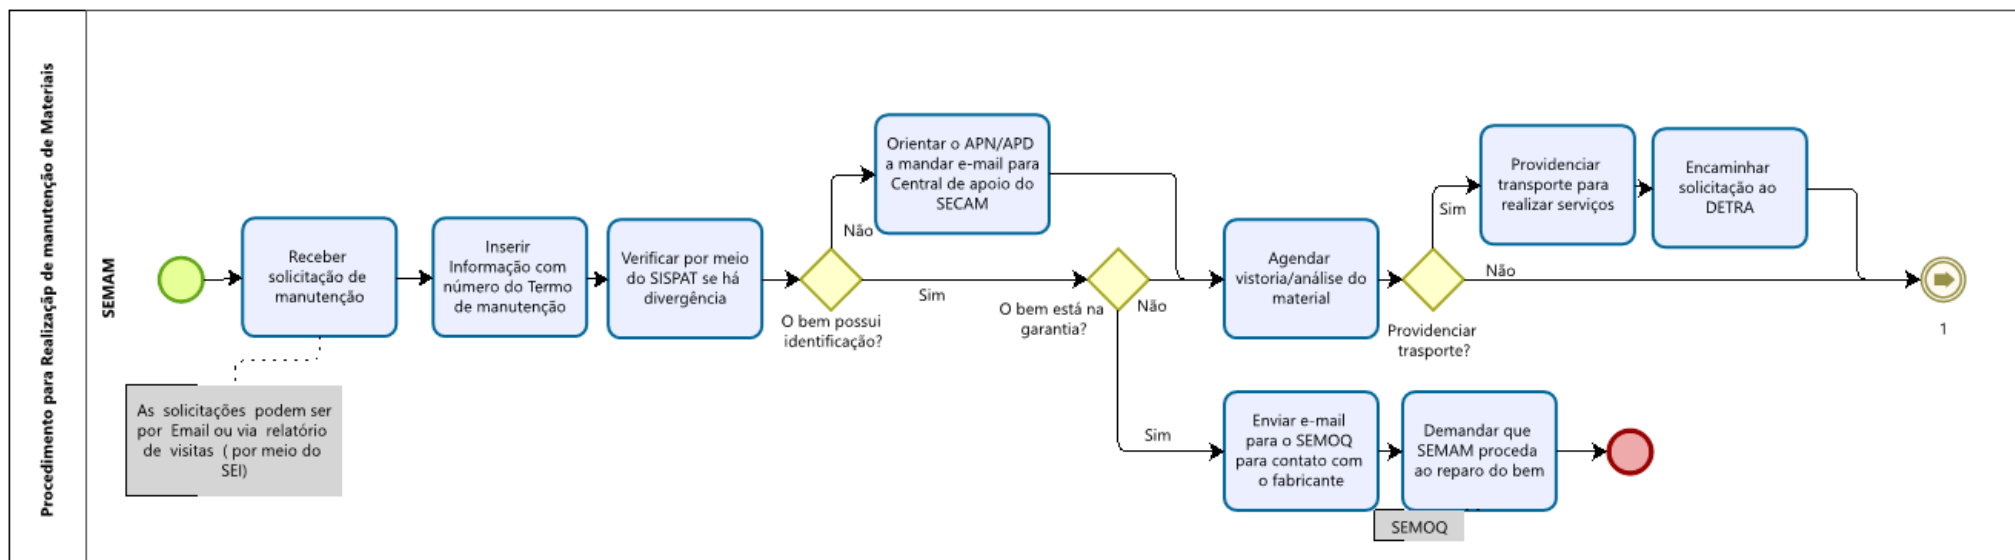 Procedimento para Realizaçãp de manutenção de Materiais
SEMAM
Receber
solicitação de
manutenção
As solicitações podem ser
por Email ou via relatório
de visitas ( por meio do
SEI)
Inserir
Informação com
número do Termo
de manutenção
Verificar por meio
do SISPAT se há
divergência
O bem possui
identificação?
Não
Orientar o APN/APD
a mandar e-mail para
Central de apoio do
SECAM
Sim
O bem está na
garantia?
Não
Agendar
vistoria/análise do
material
Providenciar
trasporte?
Sim
Providenciar
transporte para
realizar serviços
Encaminhar
solicitação ao
DETRA
Não
1
Sim
Enviar e-mail
para o SEMOQ
para contato com
o fabricante
Demandar que
SEMAM proceda
ao reparo do bem
SEMOQ